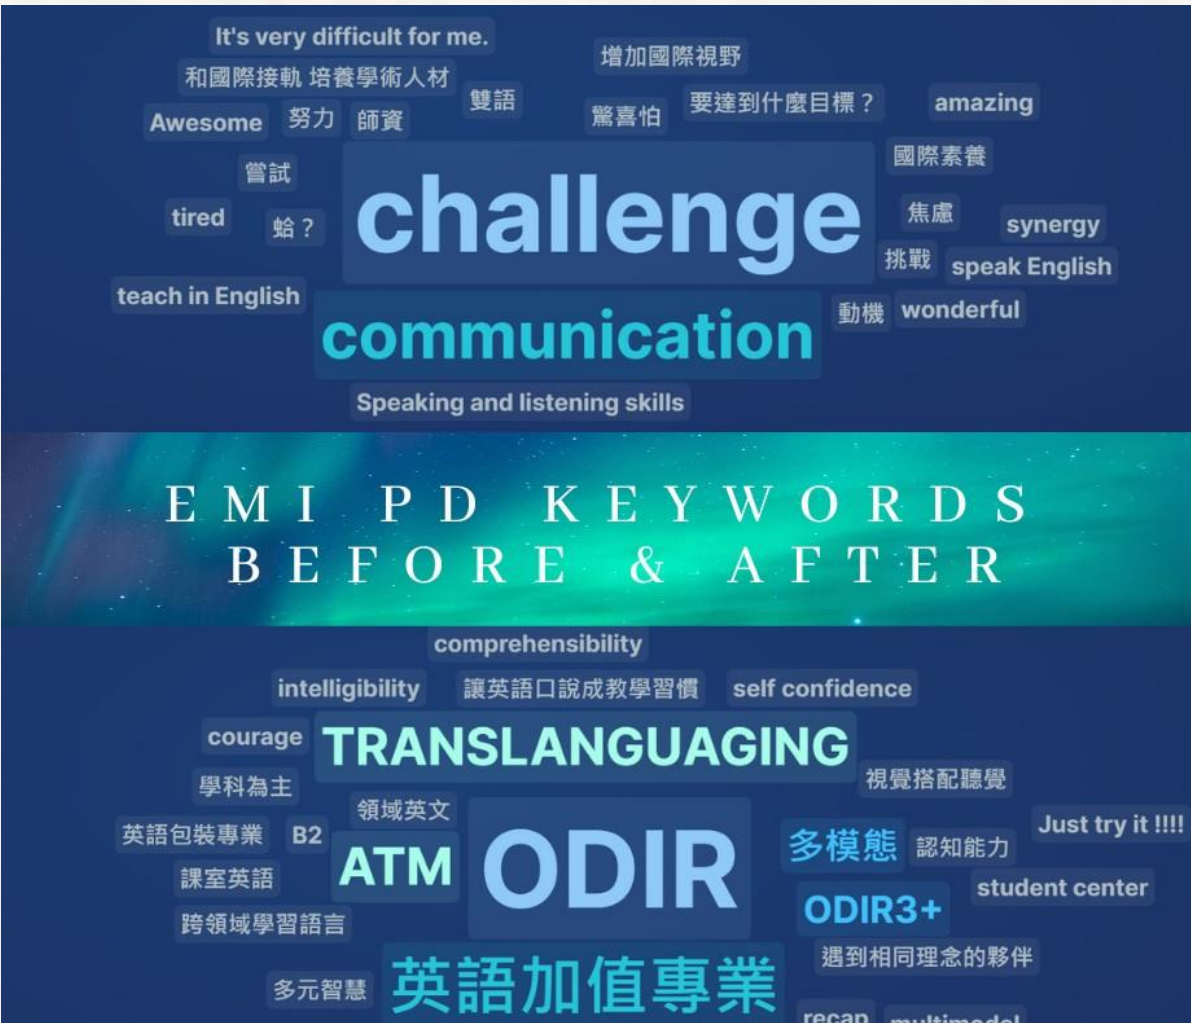 It's very difficult for me.
增加國際視野
和國際接軌 培養學術人材
雙語
要達到什麼目標？
amazing
Awesome
努力
師資
驚喜怕
國際素養
嘗試
challenge
tired
蛤？
焦慮
synergy
挑戰
speak English
teach in English
communication
動機
wonderful
Speaking and listening skills
EMI PD KEYWORDS
BEFORE & AFTER
comprehensibility
intelligibility
讓英語口說成教學習慣
self confidence
courage
TRANSLANGUAGING
學科為主
視覺搭配聽覺
領域英文
英語包裝專業
B2
ATM
ODIR
多模態
認知能力
Just try it !!!!
課室英語
student center
ODIR3+
跨領域學習語言
遇到相同理念的夥伴
多元智慧
英語加值專業
recap
multimodel